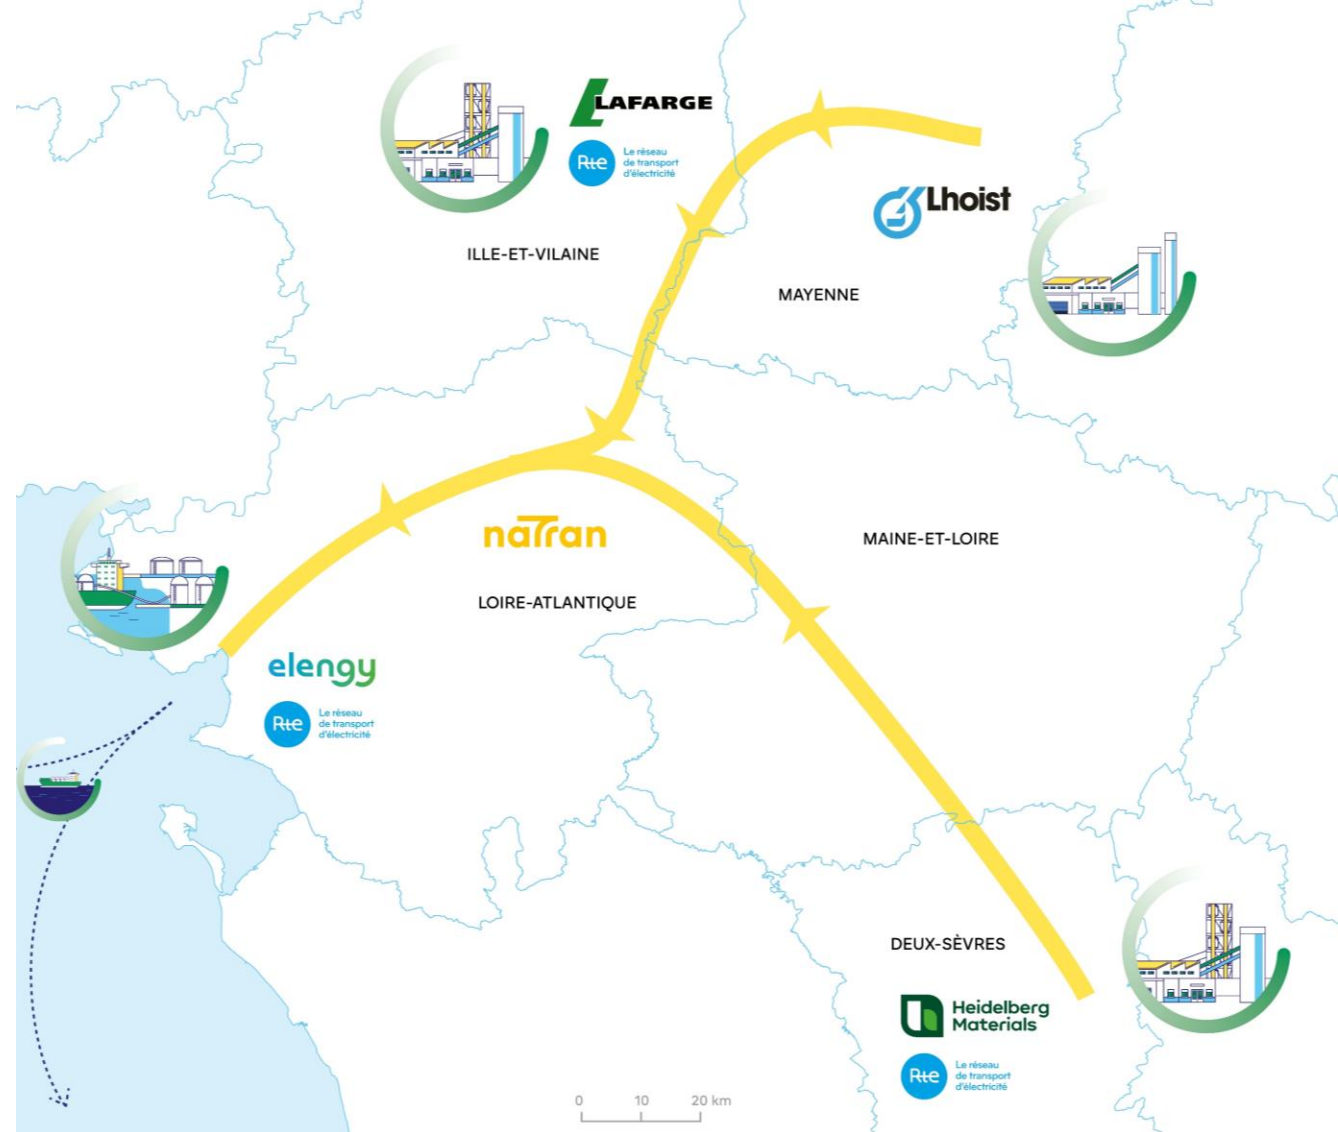 LAFARGE
Rte
Le réseau
de transport
d'électricité
Lhoist
ILLE-ET-VILAINE
MAYENNE
naTran
MAINE-ET-LOIRE
LOIRE-ATLANTIQUE
elengy
Rte
Le réseau
de transport
d'électricité
DEUX-SÈVRES
Heidelberg
Materials
Rte
Le réseau
de transport
d'électricité
0 10 20 km